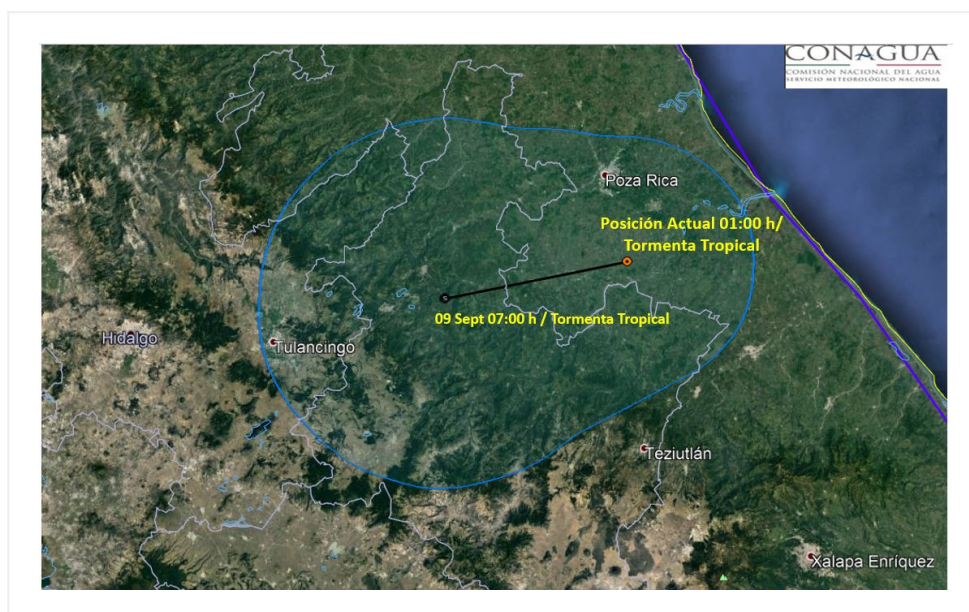 CONAGUA
COMISIÓN NACIONAL DEL AGUA
SERVICIO METEOROLÓGICO NACIONAL
Poza Rica
Posición Actual 01:00 h/
Tormenta Tropical
09 Sept 07:00 h / Tormenta Tropical
Hidalgo
Tulancingo
Teziutlán
Xalapa Enríquez